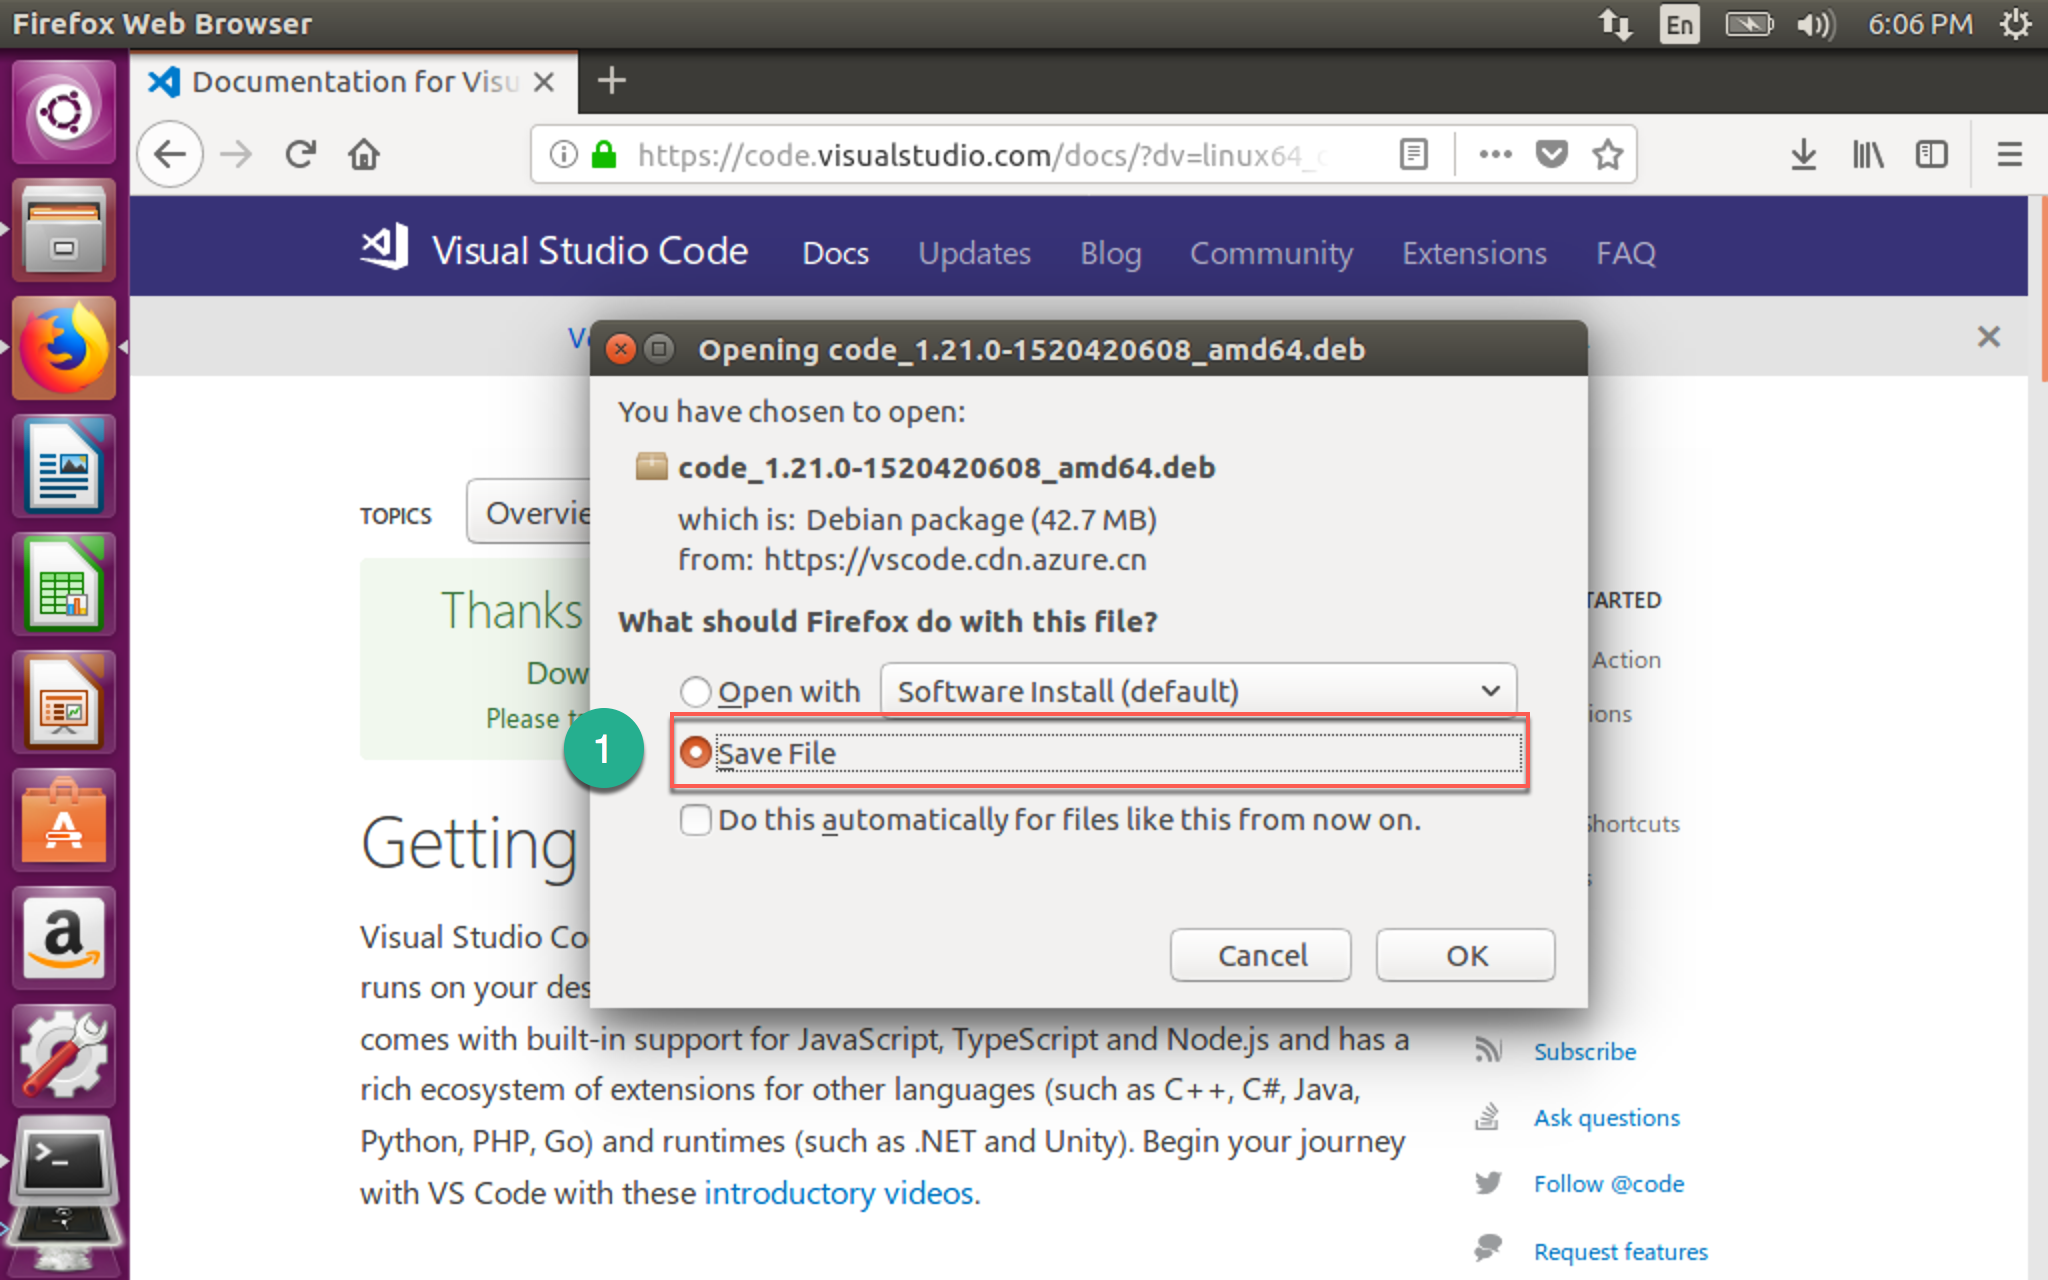 Firefox Web Browser
En
6:06 PM
Documentation for Visu
https://code.visualstudio.com/docs/?dv=linux64_
Visual Studio Code
Docs
Updates
Blog
Community
Extensions
FAQ
Opening code_1.21.0-1520420608_amd64.deb
You have chosen to open:
code_1.21.0-1520420608_amd64.deb
which is: Debian package (42.7 MB)
from: https://vscode.cdn.azure.cn
What should Firefox do with this file?
Open with
Software Install (default)
1
Save File
Do this automatically for files like this from now on.
Cancel
OK
TOPICS
Overvie
Thanks
Dow
Please
Getting
Visual Studio Co
runs on your des
comes with built-in support for JavaScript, TypeScript and Node.js and has a
rich ecosystem of extensions for other languages (such as C++, C#, Java,
Python, PHP, Go) and runtimes (such as .NET and Unity). Begin your journey
with VS Code with these introductory videos.
TARTED
Action
ions
Shortcuts
s
Subscribe
Ask questions
Follow @code
Request features